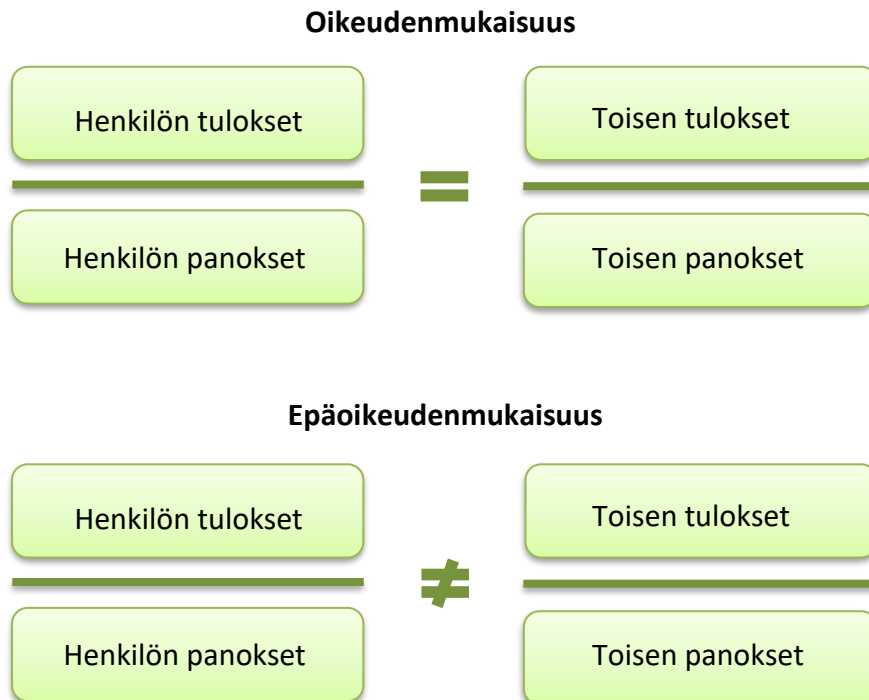 Oikeudenmukaisuus
Henkilön tulokset
Toisen tulokset
=
Henkilön panokset
Toisen panokset
Epäoikeudenmukaisuus
Henkilön tulokset
Toisen tulokset
≠
Henkilön panokset
Toisen panokset